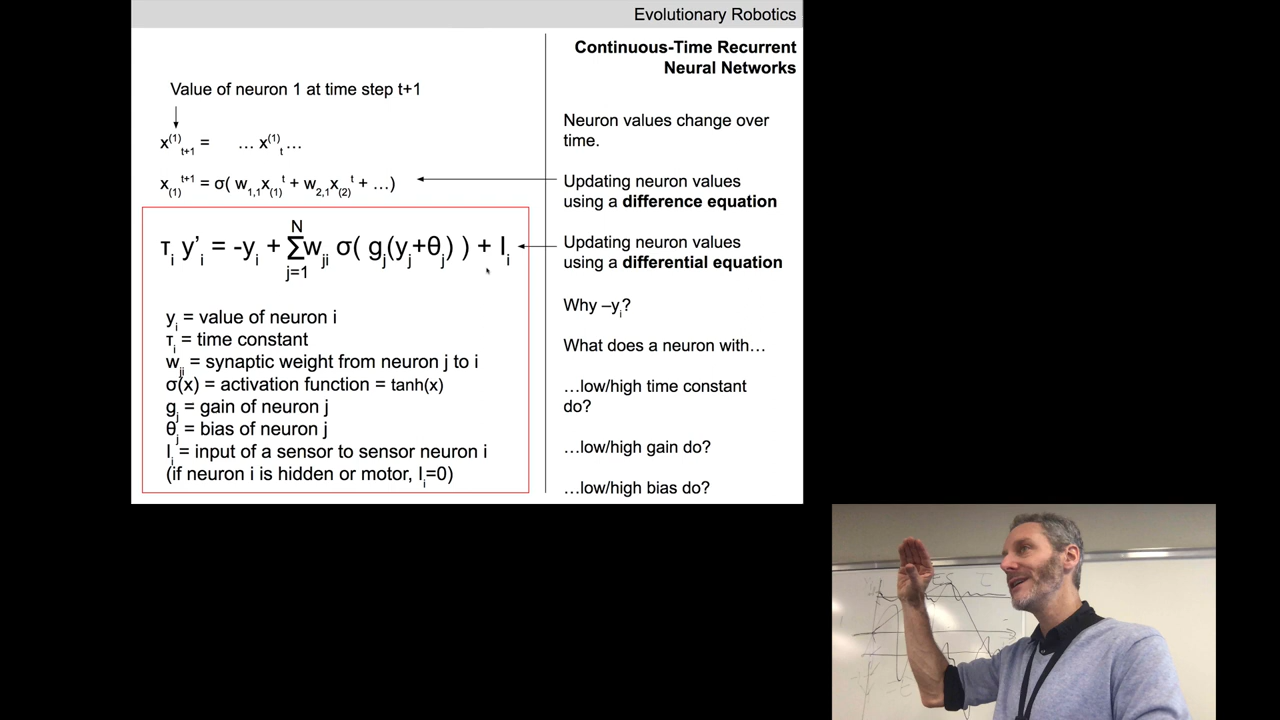 Evolutionary Robotics
Continuous-Time Recurrent
Neural Networks
Value of neuron 1 at time step t+1
x⁽¹⁾ₜ₊₁ = … x⁽¹⁾ₜ …
x₍₁₎ᵗ⁺¹ = σ( w₁,₁x₍₁₎ᵗ + w₂,₁x₍₂₎ᵗ + …)
τᵢ y’ᵢ = -yᵢ + Σ wⱼᵢ σ( gⱼ(yⱼ+θⱼ) ) + Iᵢ
N
j=1
yᵢ = value of neuron i
τᵢ = time constant
wⱼᵢ = synaptic weight from neuron j to i
σ(x) = activation function = tanh(x)
gⱼ = gain of neuron j
θⱼ = bias of neuron j
Iᵢ = input of a sensor to sensor neuron i
(if neuron i is hidden or motor, Iᵢ=0)
Neuron values change over
time.
Updating neuron values
using a difference equation
Updating neuron values
using a differential equation
Why –yᵢ?
What does a neuron with…
…low/high time constant
do?
…low/high gain do?
…low/high bias do?